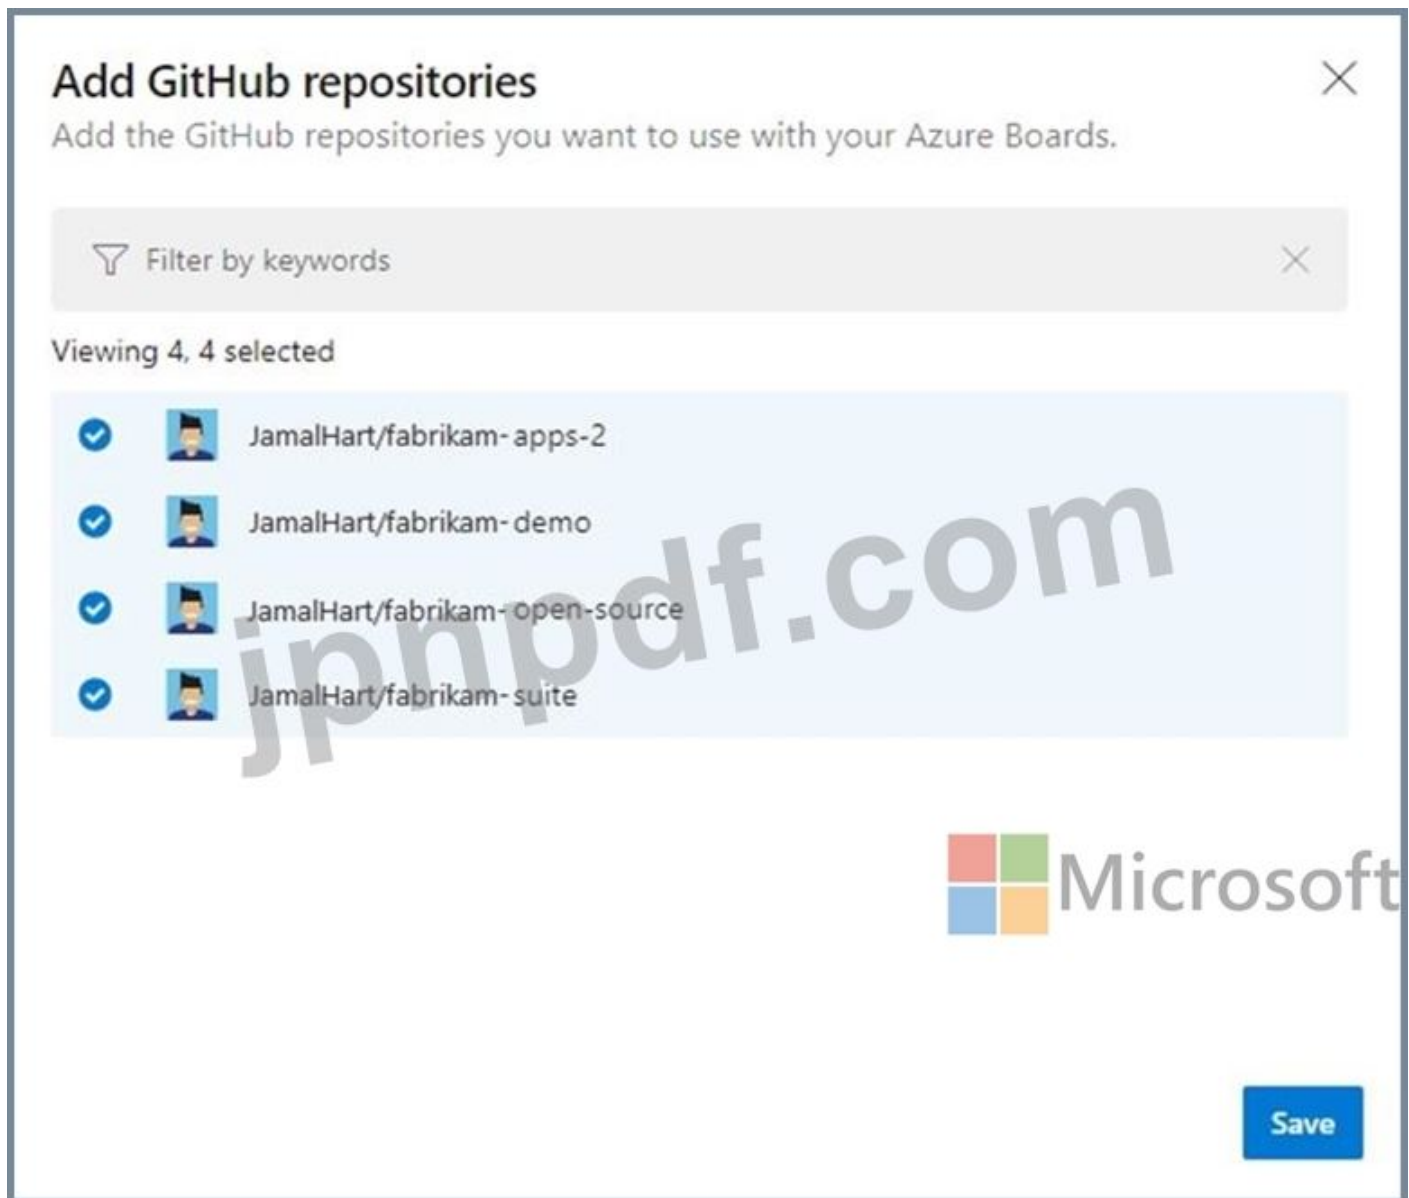 Add GitHub repositories
Add the GitHub repositories you want to use with your Azure Boards.
Filter by keywords
Viewing 4, 4 selected
JamalHart/fabrikam-apps-2
JamalHart/fabrikam-demo
JamalHart/fabrikam-open-source
JamalHart/fabrikam-suite
jpnpdf.com
Microsoft
Save